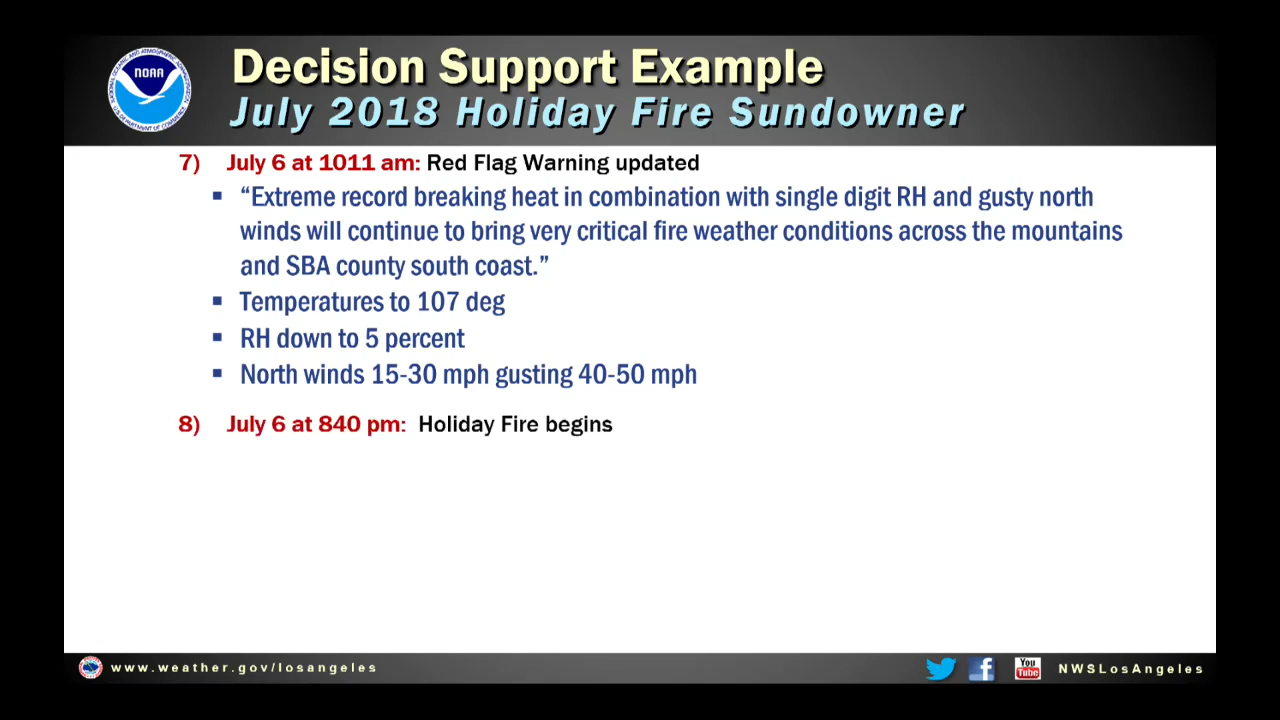 NOAA
Decision Support Example
July 2018 Holiday Fire Sundowner
7) July 6 at 1011 am: Red Flag Warning updated
▪ “Extreme record breaking heat in combination with single digit RH and gusty north
winds will continue to bring very critical fire weather conditions across the mountains
and SBA county south coast.”
▪ Temperatures to 107 deg
▪ RH down to 5 percent
▪ North winds 15-30 mph gusting 40-50 mph
8) July 6 at 840 pm: Holiday Fire begins
www.weather.gov/losangeles
You
Tube
NWSLosAngeles